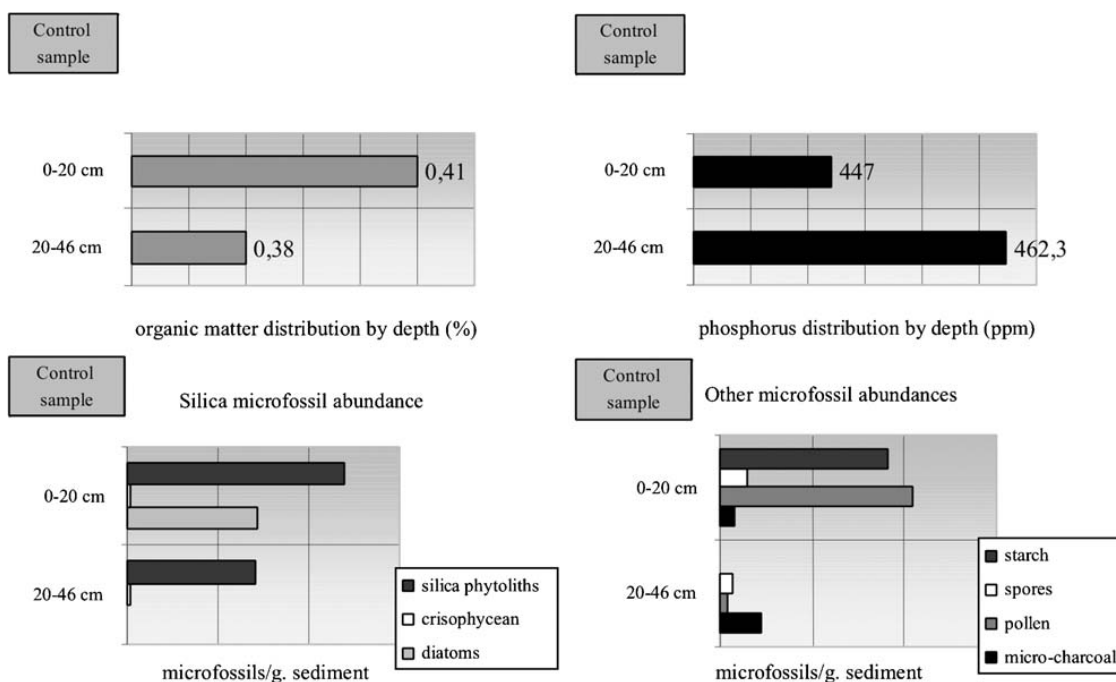 Control
sample
0-20 cm
0,41
20-46 cm
0,38
organic matter distribution by depth (%)
Control
sample
0-20 cm
447
20-46 cm
462,3
phosphorus distribution by depth (ppm)
Control
sample
Silica microfossil abundance
0-20 cm
20-46 cm
silica phytoliths
crisophycean
diatoms
microfossils/g. sediment
Control
sample
Other microfossil abundances
0-20 cm
20-46 cm
starch
spores
pollen
micro-charcoal
microfossils/g. sediment